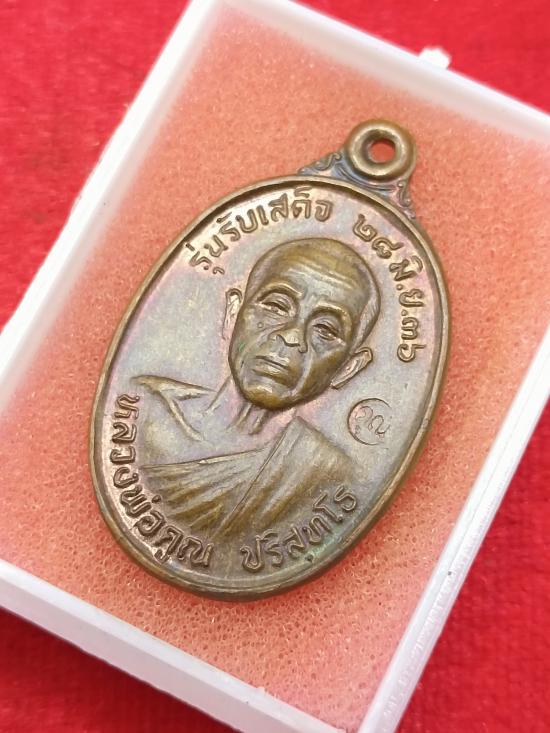 รุ่นรับเสด็จ ๒๘ มิ.ย.๓๖
คูณ
หลวงพ่อคูณ ปริสุทโธ